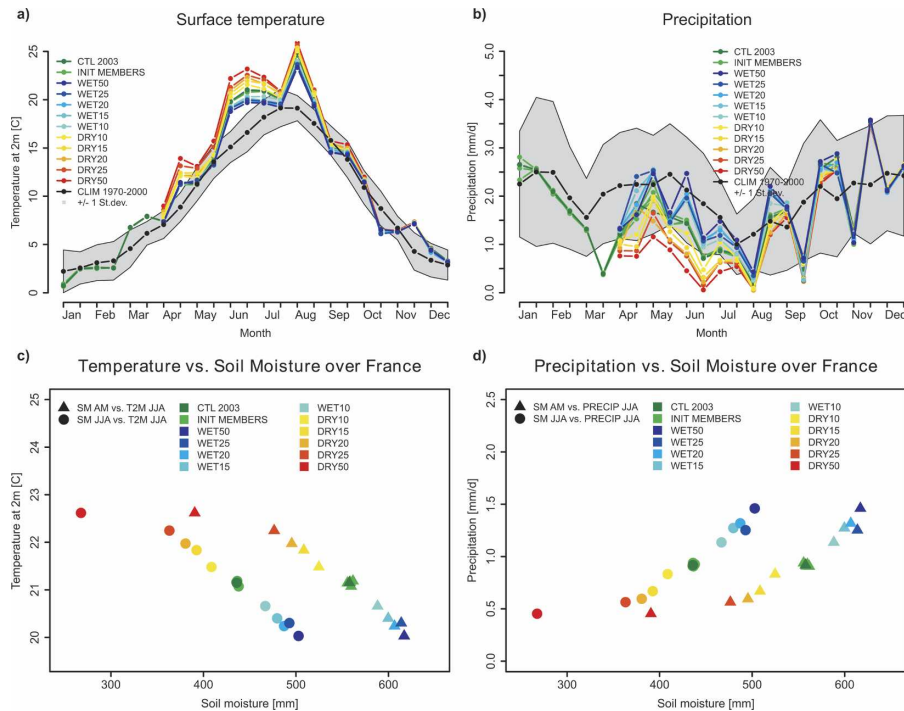 a)
Surface temperature
Temperature at 2m [C]
25
20
15
10
5
0
CTL 2003
INIT MEMBERS
WET50
WET25
WET20
WET15
WET10
DRY10
DRY15
DRY20
DRY25
DRY50
CLIM 1970-2000
+/- 1 St.dev.
Jan Feb Mar Apr May Jun Jul Aug Sep Oct Nov Dec
Month
b)
Precipitation
Precipitation [mm/d]
5.0
4.0
3.0
2.0
1.0
0.0
CTL 2003
INIT MEMBERS
WET50
WET25
WET20
WET15
WET10
DRY10
DRY15
DRY20
DRY25
DRY50
CLIM 1970-2000
+/- 1 St.dev.
Jan Feb Mar Apr May Jun Jul Aug Sep Oct Nov Dec
Month
c)
Temperature vs. Soil Moisture over France
Temperature at 2m [C]
25
24
23
22
21
20
SM AM vs. T2M JJA
SM JJA vs. T2M JJA
CTL 2003
INIT MEMBERS
WET50
WET25
WET20
WET15
WET10
DRY10
DRY15
DRY20
DRY25
DRY50
300 400 500 600
Soil moisture [mm]
d)
Precipitation vs. Soil Moisture over France
Precipitation [mm/d]
2.5
2.0
1.5
1.0
0.5
0.0
SM AM vs. PRECIP JJA
SM JJA vs. PRECIP JJA
CTL 2003
INIT MEMBERS
WET50
WET25
WET20
WET15
WET10
DRY10
DRY15
DRY20
DRY25
DRY50
300 400 500 600
Soil moisture [mm]